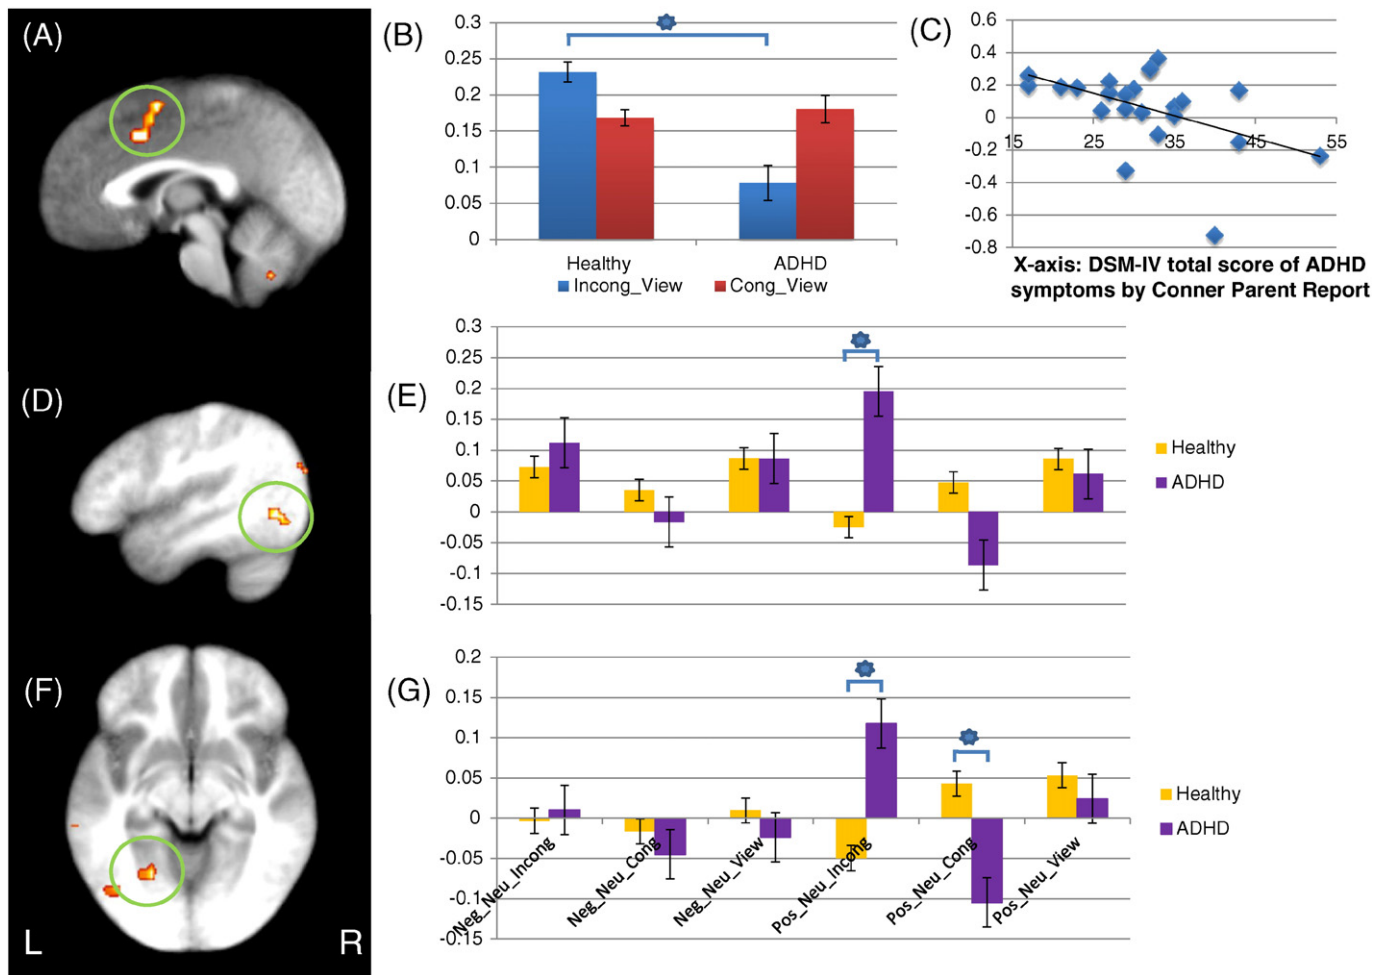 (A)
(B)
0.3
0.25
0.2
0.15
0.1
0.05
0
Healthy
ADHD
Incong_View
Cong_View
(C)
0.6
0.4
0.2
0
-0.2
-0.4
-0.6
-0.8
15
25
35
45
55
X-axis: DSM-IV total score of ADHD
symptoms by Conner Parent Report
(D)
(E)
0.3
0.25
0.2
0.15
0.1
0.05
0
-0.05
-0.1
-0.15
Healthy
ADHD
(F)
L
R
(G)
0.2
0.15
0.1
0.05
0
-0.05
-0.1
-0.15
Neg_Neu_Incong
Neg_Neu_Cong
Neg_Neu_View
Pos_Neu_Incong
Pos_Neu_Cong
Pos_Neu_View
Healthy
ADHD